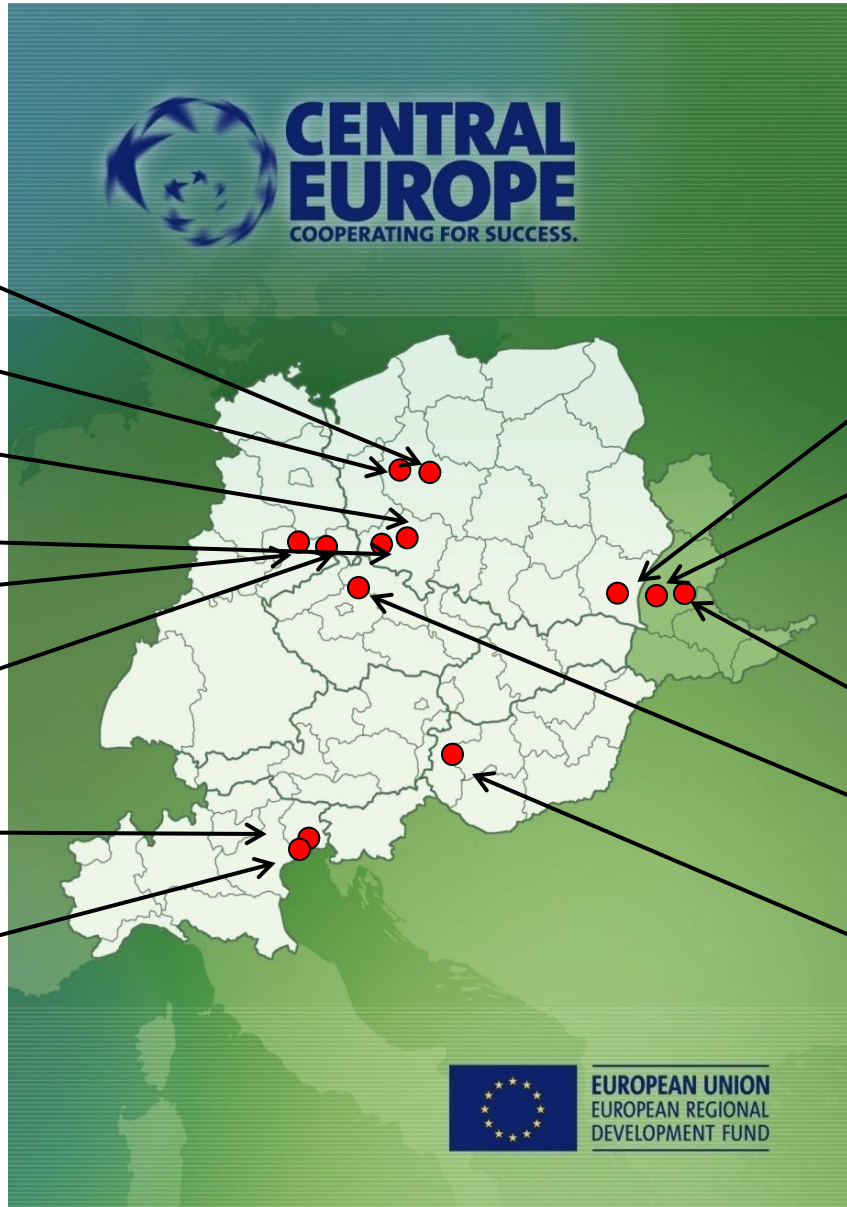 CENTRAL
EUROPE
COOPERATING FOR SUCCESS.
EUROPEAN UNION
EUROPEAN REGIONAL
DEVELOPMENT FUND